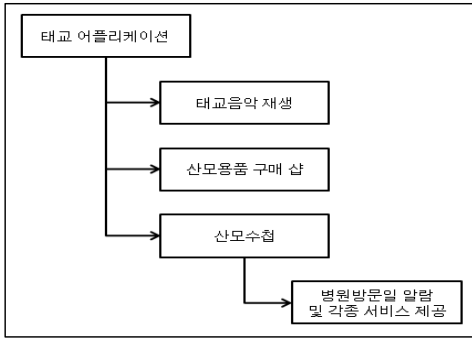 태교 어플리케이션
태교음악 재생
산모용품 구매 샵
산모수첩
병원방문일 알람
및 각종 서비스 제공